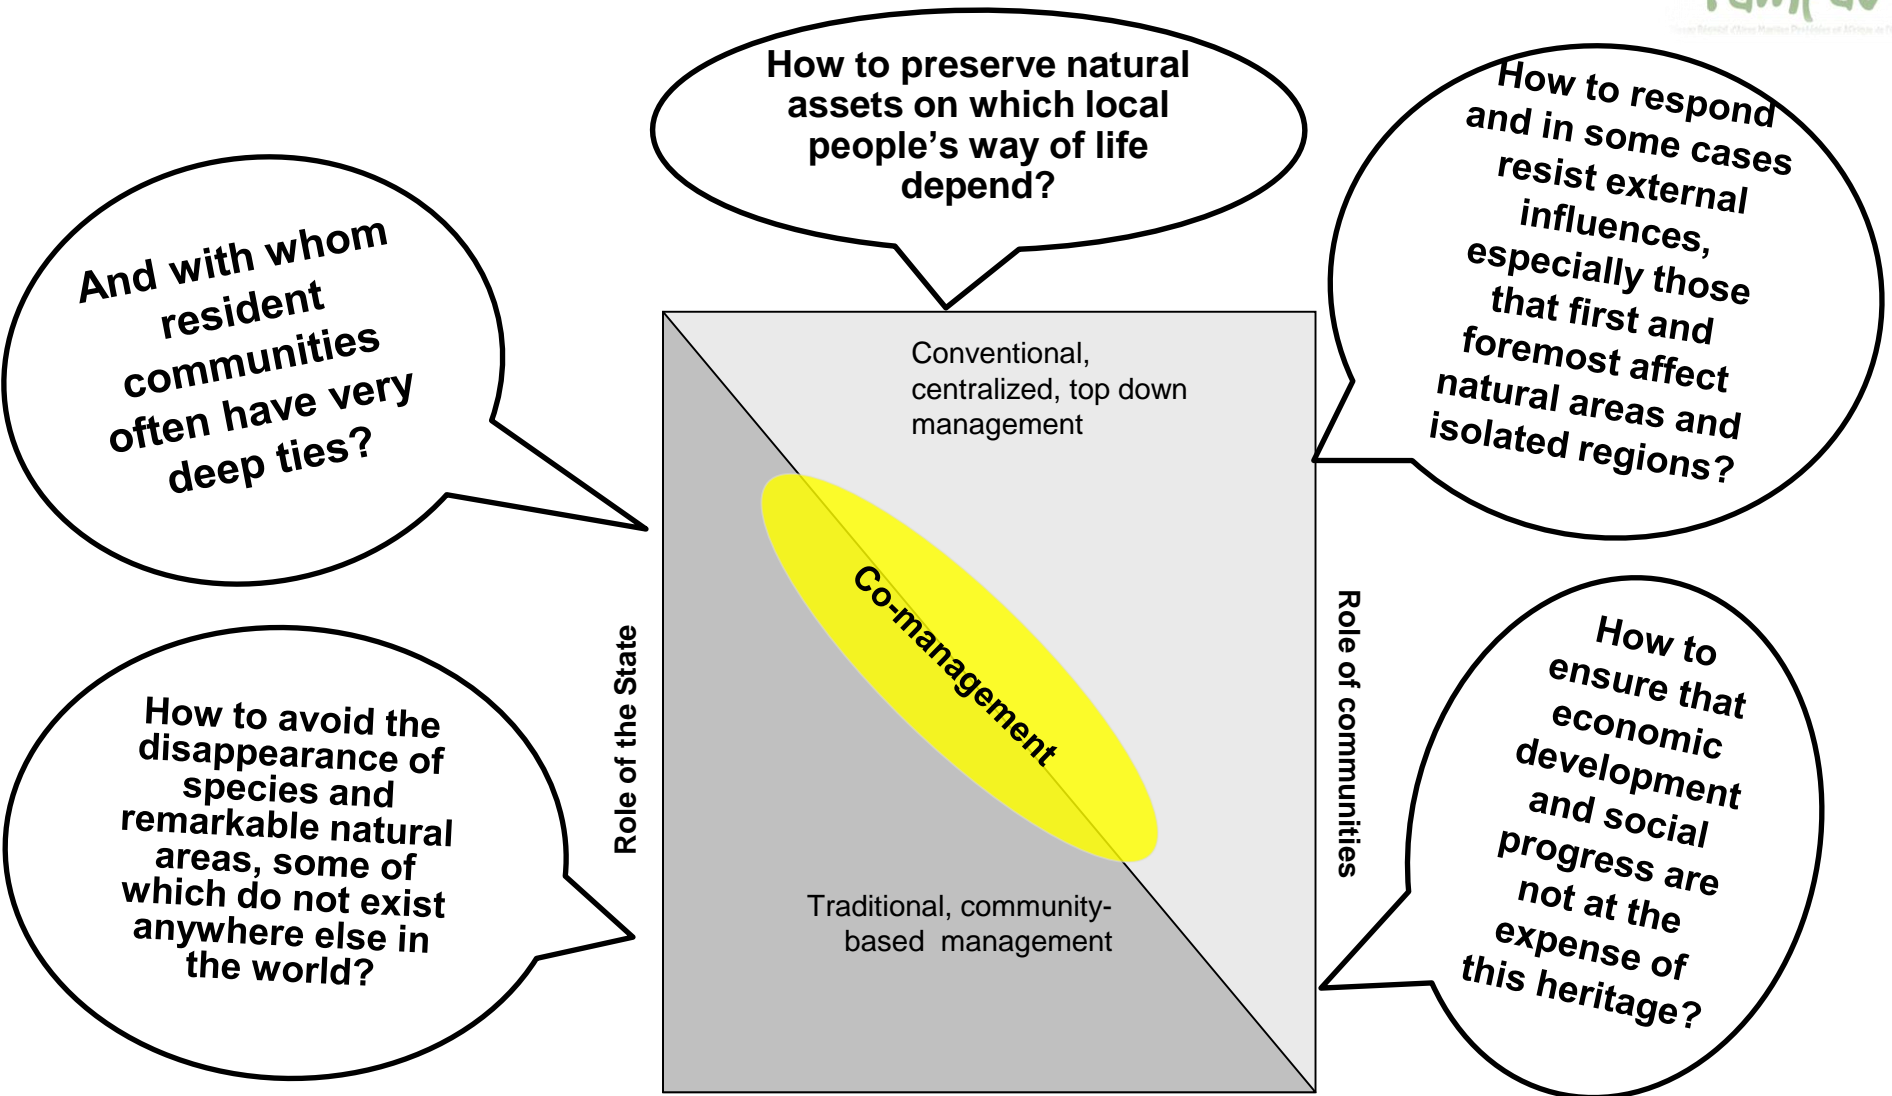 How to preserve natural
assets on which local
people’s way of life
depend?
How to respond
and in some cases
resist external
influences,
especially those
that first and
foremost affect
natural areas and
isolated regions?
And with whom
resident
communities
often have very
deep ties?
Conventional,
centralized, top down
management
Co-management
Role of the State
Role of communities
How to avoid the
disappearance of
species and
remarkable natural
areas, some of
which do not exist
anywhere else in
the world?
Traditional, community-
based management
How to
ensure that
economic
development
and social
progress are
not at the
expense of
this heritage?